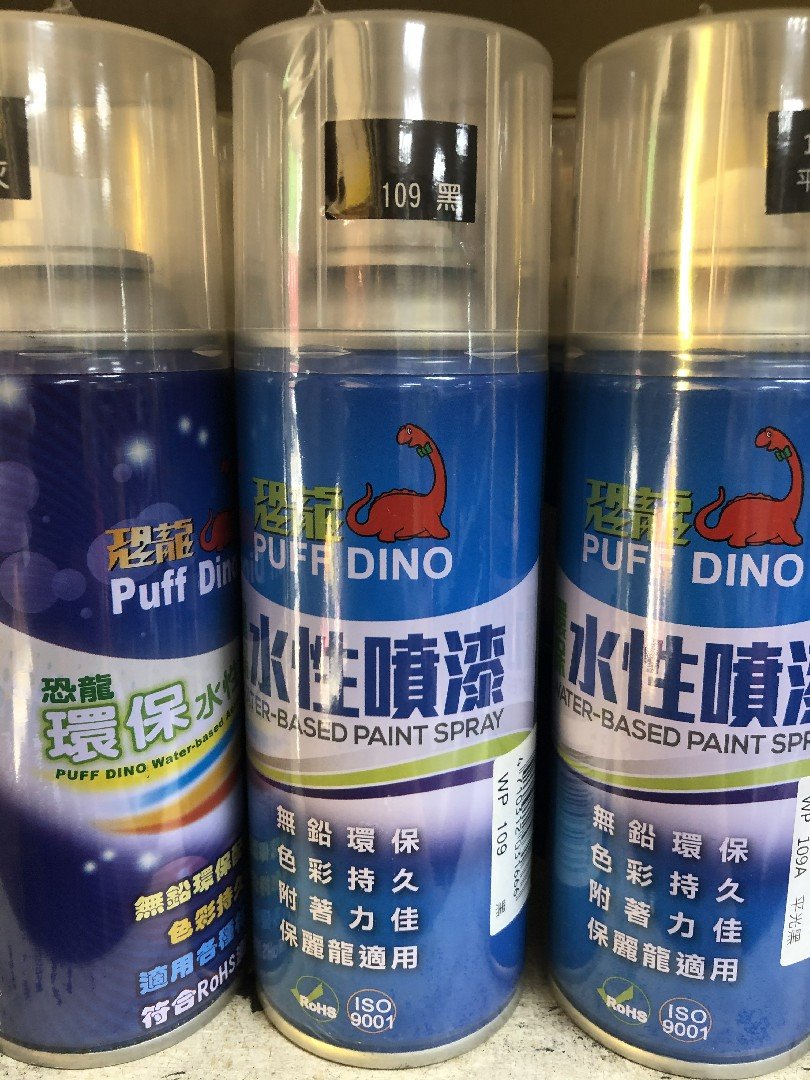 恐龍
Puff Din
恐龍
環保水性
PUFF DINO Water-based
無鉛環保
色彩持久
適用各種
符合RoHS
109 黑
恐龍
PUFF DINO
水性噴漆
WATER-BASED PAINT SPRAY
WP 109
無鉛環保
色彩持久
附著力佳
保麗龍適用
RoHS
ISO
9001
平
恐龍
PUFF DINO
環保
水性噴漆
WATER-BASED PAINT SPR
WP 109A 平光黑
無鉛環保
色彩持久
附著力佳
保麗龍適用
RoHS
ISO
9001